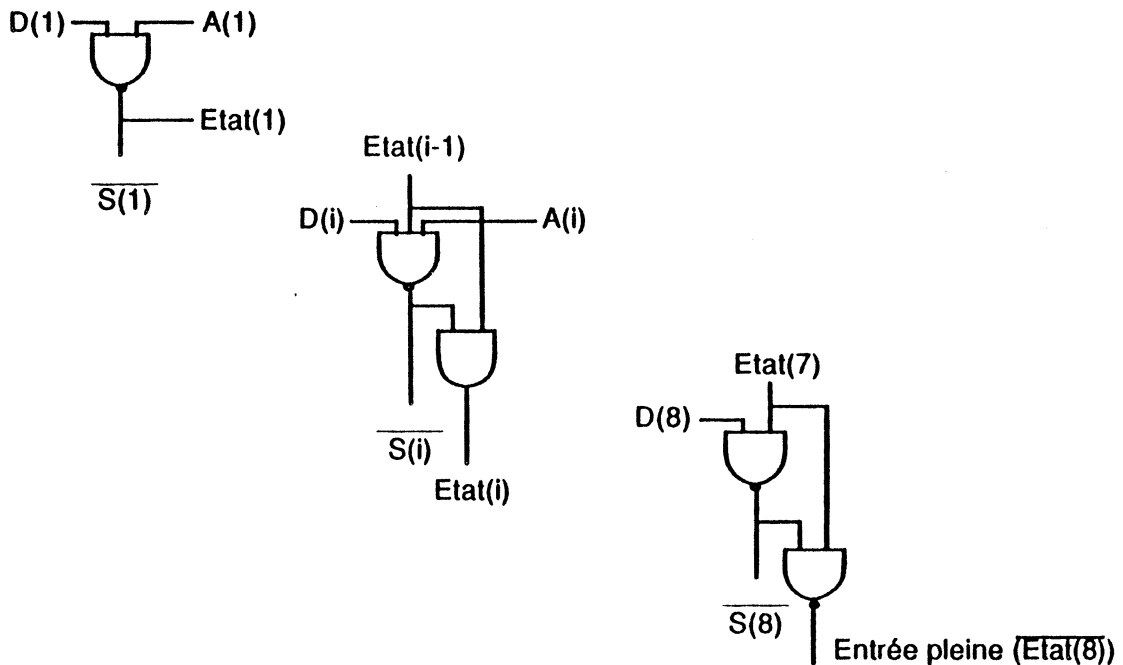 D(1) A(1)
Etat(1)
S(1)
Etat(i-1)
D(i) A(i)
S(i)
Etat(i)
Etat(7)
D(8)
S(8)
Entrée pleine (Etat(8))